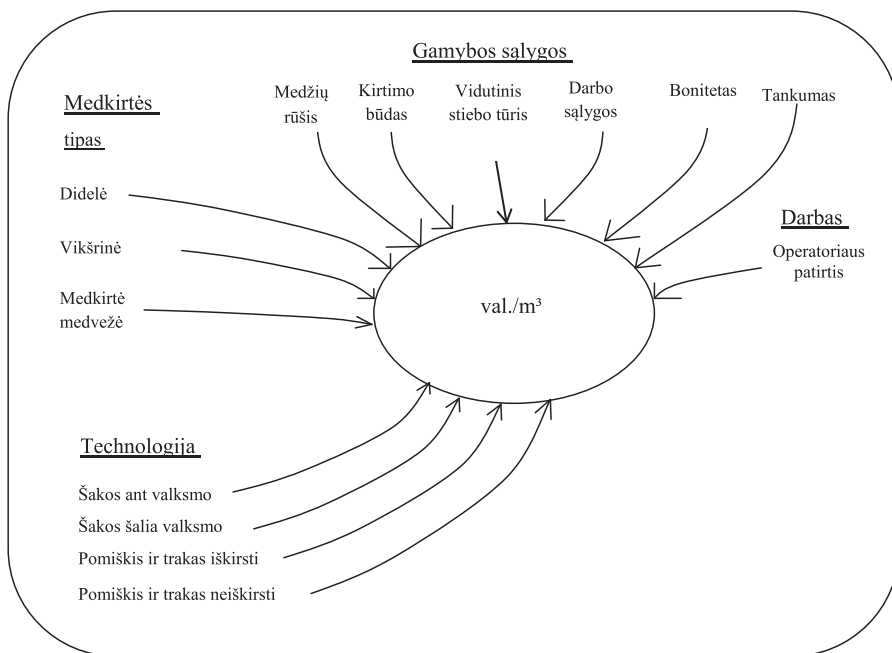 Gamybos sąlygos
Medžių
rūšis
Kirtimo
būdas
Vidutinis
stiebo tūris
Darbo
sąlygos
Bonitetas
Tankumas
Medkirtės
tipas
Didelė
Vikšrinė
Medkirtė
medvežė
Darbas
Operatoriaus
patirtis
val./m³
Technologija
Šakos ant valksmo
Šakos šalia valksmo
Pomiškis ir trakas iškirsti
Pomiškis ir trakas neiškirsti